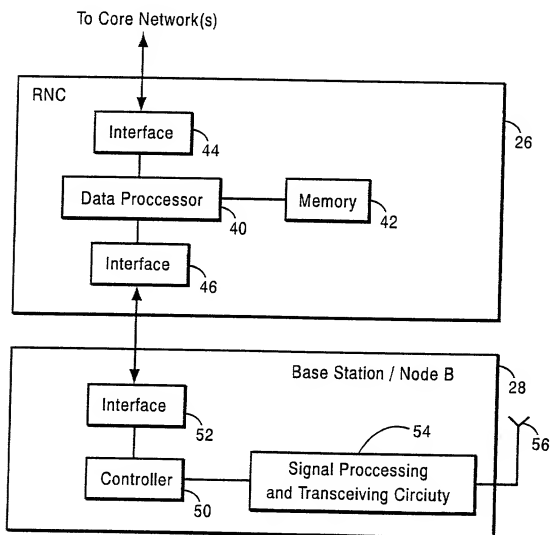 To Core Network(s)
RNC
Interface
44
26
Data Proccessor
40
Memory
42
Interface
46
Base Station / Node B
28
Interface
52
54
56
Controller
50
Signal Proccessing
and Transceiving Circiuty